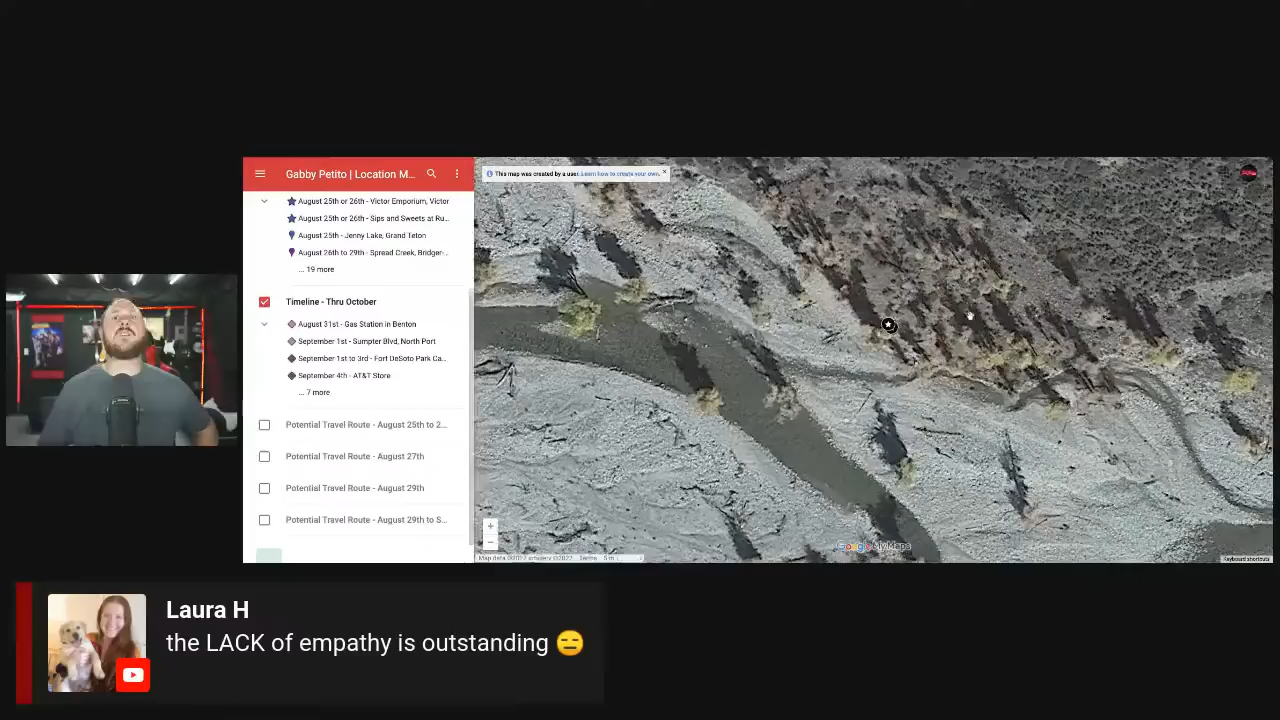 Gabby Petito | Location M...
August 25th or 26th - Victor Emporium, Victor
August 25th or 26th - Sips and Sweets at Ru...
August 25th - Jenny Lake, Grand Teton
August 26th to 29th - Spread Creek, Bridger-...
... 19 more
Timeline - Thru October
August 31st - Gas Station in Benton
September 1st - Sumpter Blvd, North Port
September 1st to 3rd - Fort DeSoto Park Ca...
September 4th - AT&T Store
... 7 more
Potential Travel Route - August 25th to 2...
Potential Travel Route - August 27th
Potential Travel Route - August 29th
Potential Travel Route - August 29th to S...
This map was created by a user. Learn how to create your own.
Google My Maps
Terms
5 m
Keyboard shortcuts
Laura H
the LACK of empathy is outstanding 😑